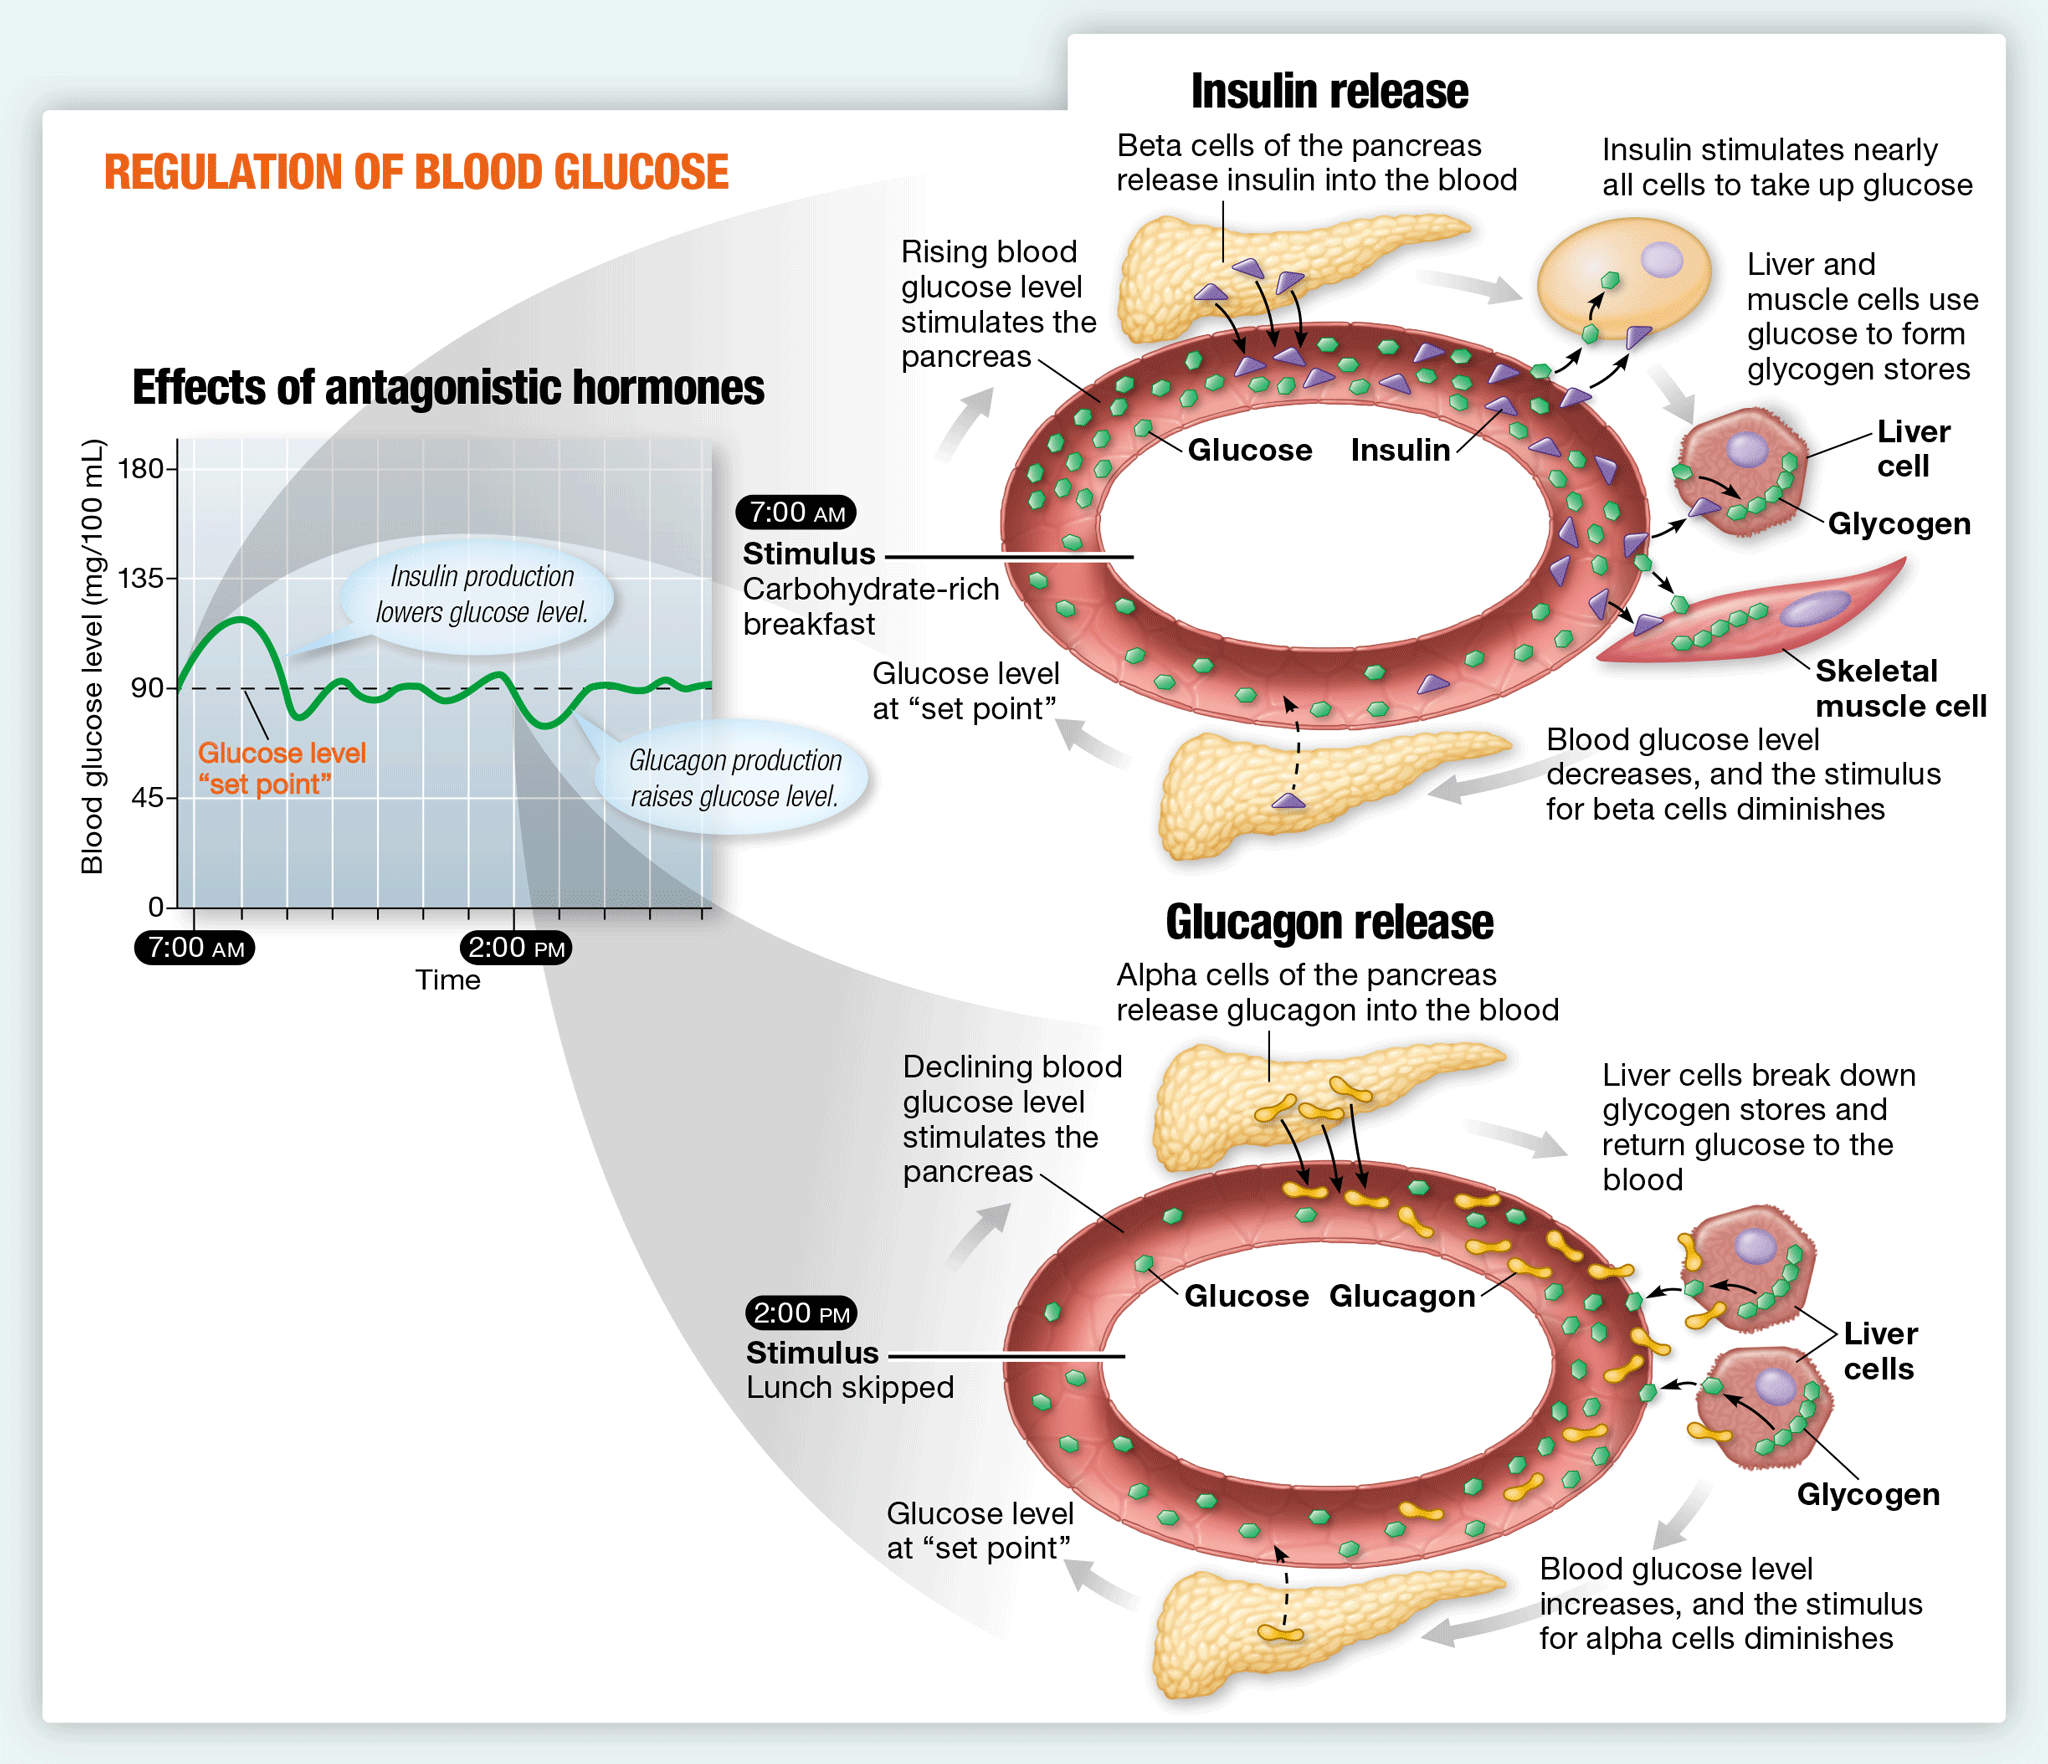 REGULATION OF BLOOD GLUCOSE
Effects of antagonistic hormones
Blood glucose level (mg/100 mL)
180
135
90
45
0
Insulin production
lowers glucose level.
Glucose level
“set point”
Glucagon production
raises glucose level.
7:00 AM
2:00 PM
Time
Insulin release
Beta cells of the pancreas
release insulin into the blood
Insulin stimulates nearly
all cells to take up glucose
Rising blood
glucose level
stimulates the
pancreas
Liver and
muscle cells use
glucose to form
glycogen stores
Glucose
Insulin
Liver
cell
Glycogen
7:00 AM
Stimulus
Carbohydrate-rich
breakfast
Glucose level
at “set point”
Skeletal
muscle cell
Blood glucose level
decreases, and the stimulus
for beta cells diminishes
Glucagon release
Alpha cells of the pancreas
release glucagon into the blood
Declining blood
glucose level
stimulates the
pancreas
Liver cells break down
glycogen stores and
return glucose to the
blood
Glucose
Glucagon
2:00 PM
Stimulus
Lunch skipped
Liver
cells
Glycogen
Glucose level
at “set point”
Blood glucose level
increases, and the stimulus
for alpha cells diminishes